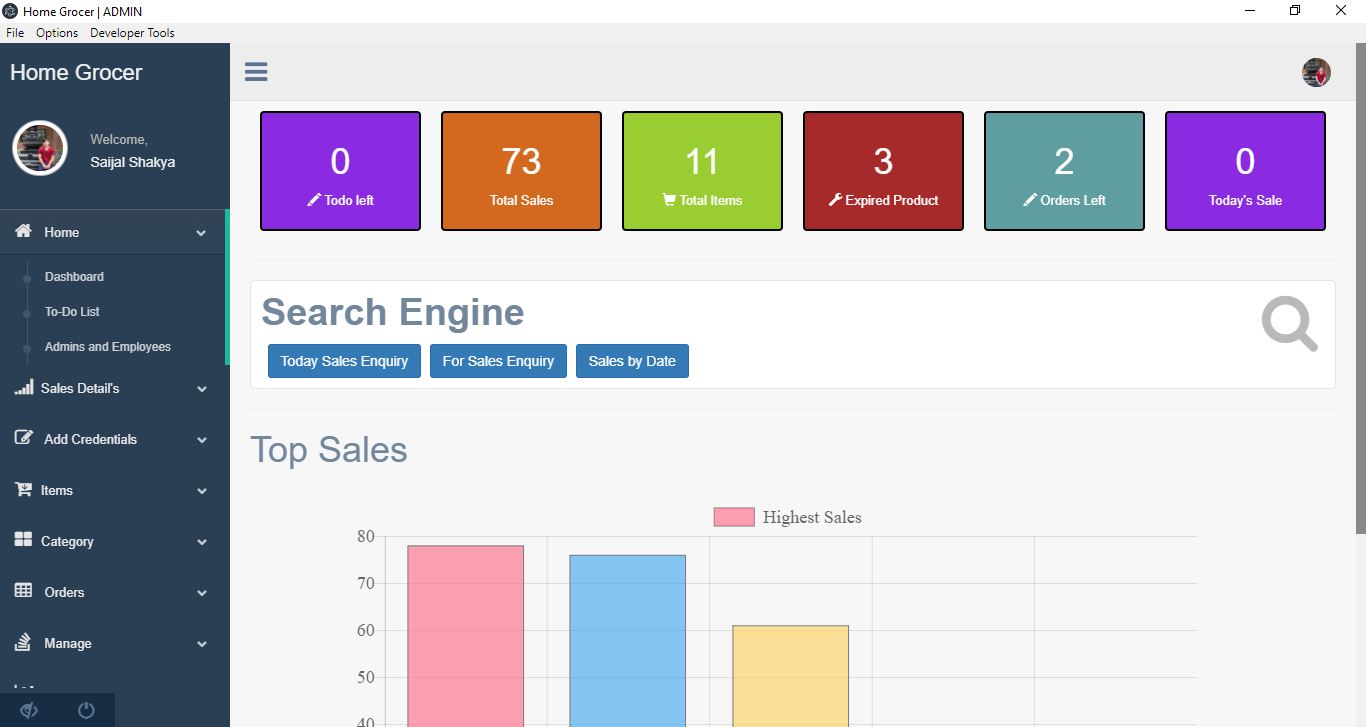 Home Grocer | ADMIN
File Options Developer Tools
Home Grocer
Welcome,
Saijal Shakya
Home
Dashboard
To-Do List
Admins and Employees
Sales Detail's
Add Credentials
Items
Category
Orders
Manage
0
Todo left
73
Total Sales
11
Total Items
3
Expired Product
2
Orders Left
0
Today's Sale
Search Engine
Today Sales Enquiry For Sales Enquiry Sales by Date
Top Sales
Highest Sales
80
70
60
50
40